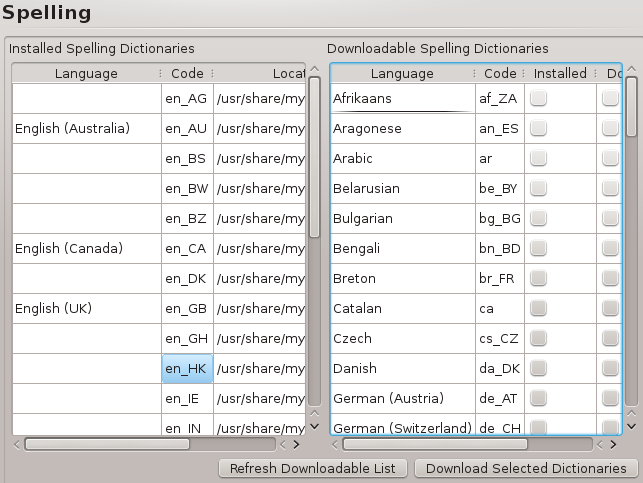 Spelling
Installed Spelling Dictionaries
Language Code Locat
en_AG /usr/share/my
English (Australia) en_AU /usr/share/my
en_BS /usr/share/my
en_BW /usr/share/my
en_BZ /usr/share/my
English (Canada) en_CA /usr/share/my
en_DK /usr/share/my
English (UK) en_GB /usr/share/my
en_GH /usr/share/my
en_HK /usr/share/my
en_IE /usr/share/my
en_IN /usr/share/my
Downloadable Spelling Dictionaries
Language Code Installed Do
Afrikaans af_ZA
Aragonese an_ES
Arabic ar
Belarusian be_BY
Bulgarian bg_BG
Bengali bn_BD
Breton br_FR
Catalan ca
Czech cs_CZ
Danish da_DK
German (Austria) de_AT
German (Switzerland) de_CH
Refresh Downloadable List Download Selected Dictionaries